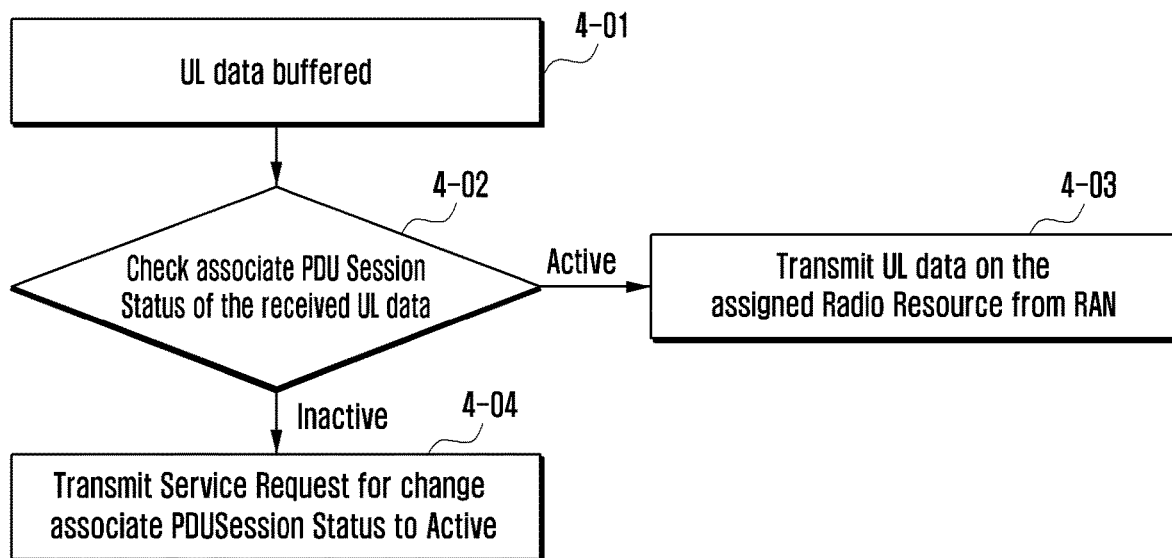 4-01
UL data buffered
4-02
Check associate PDU Session
Status of the received UL data
Active
4-03
Transmit UL data on the
assigned Radio Resource from RAN
Inactive
4-04
Transmit Service Request for change
associate PDUSession Status to Active